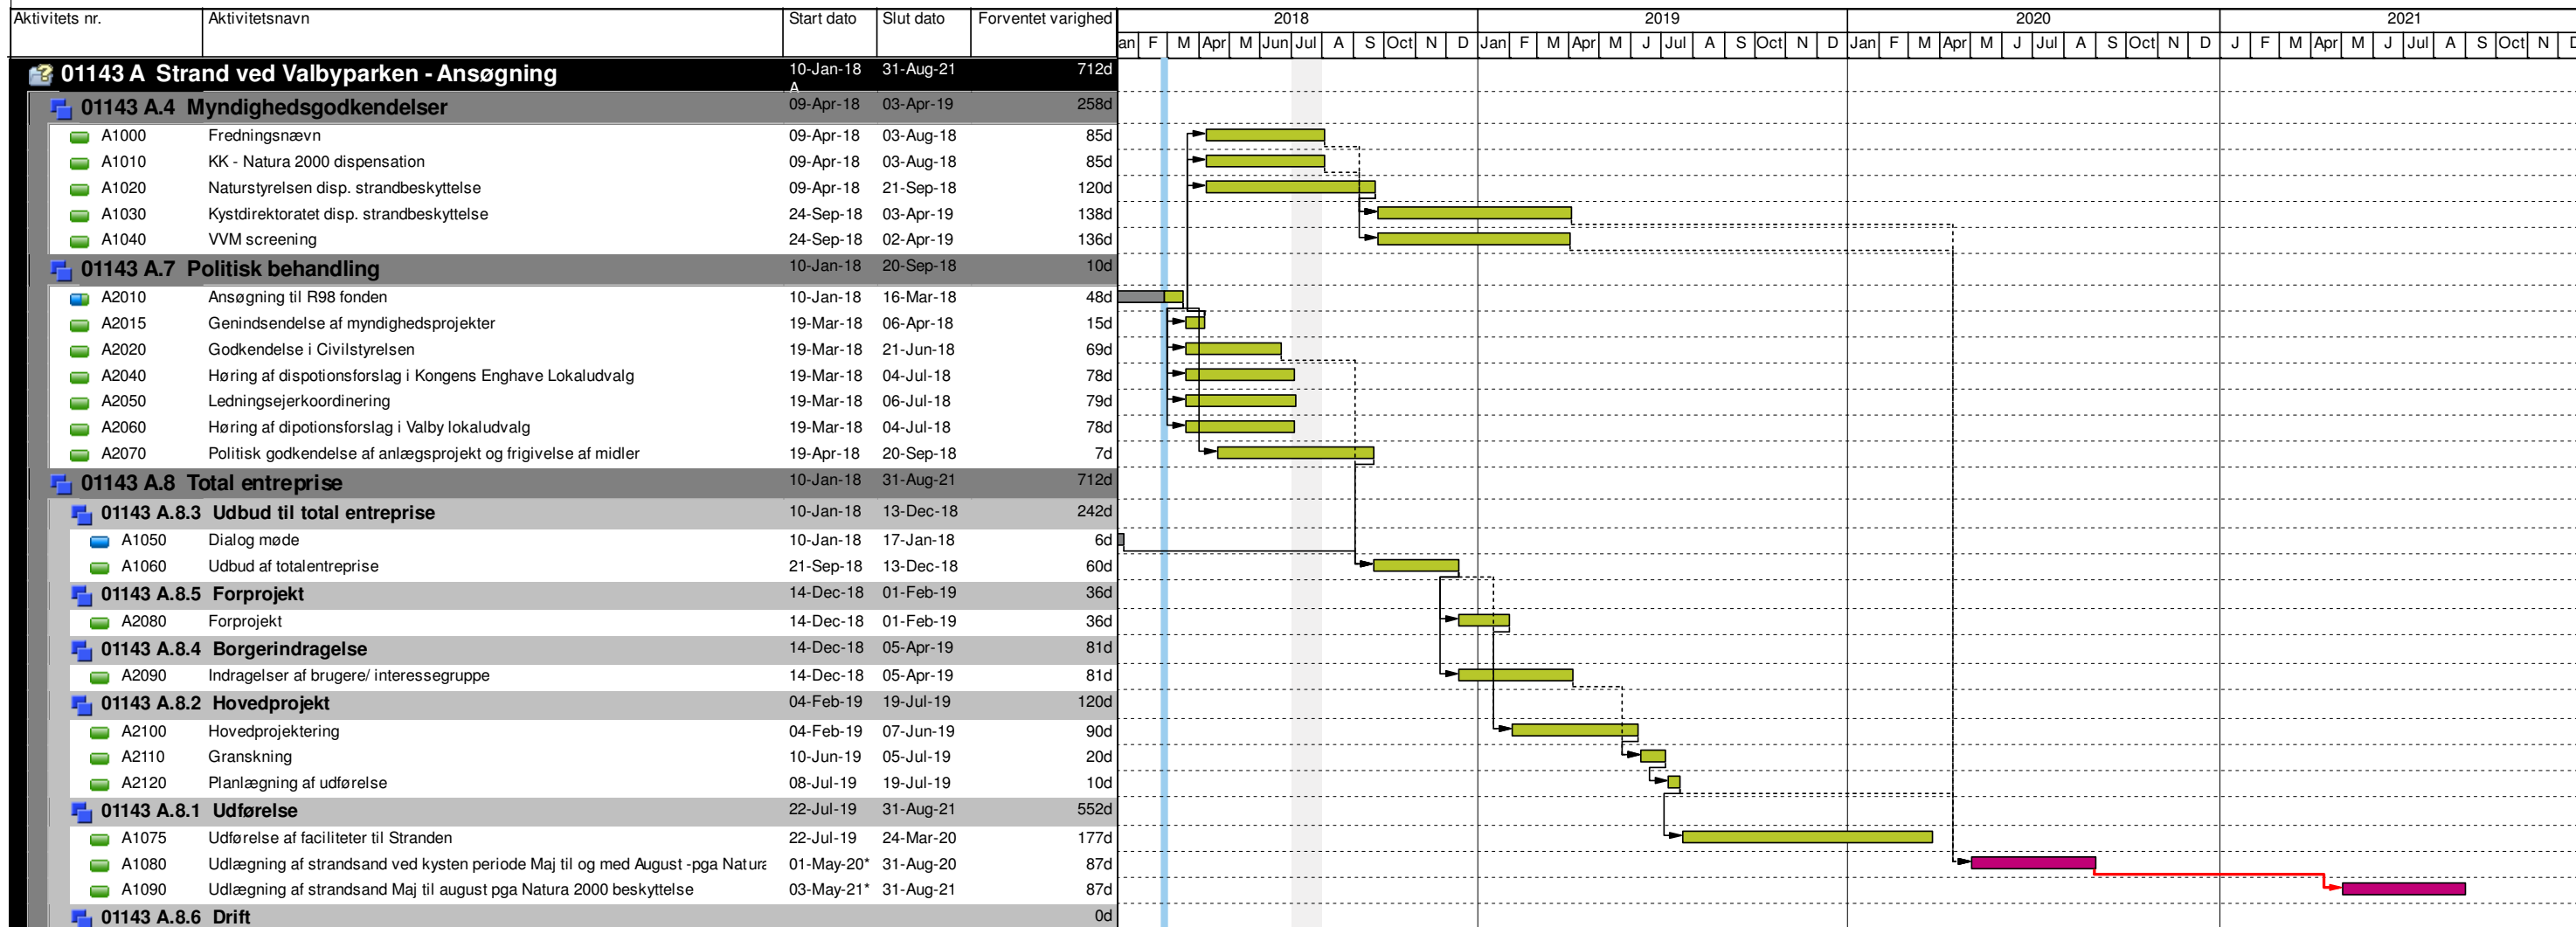 Aktivitets nr. Aktivitetsnavn Start dato Slut dato Forventet varighed 2018 2019 2020 2021
an F M Apr M Jun Jul A S Oct N D Jan F M Apr M J Jul A S Oct N D Jan F M Apr M J Jul A S Oct N D J F M Apr M J Jul A S Oct N D
01143 A Strand ved Valbyparken - Ansøgning 10-Jan-18 A 31-Aug-21 712d
01143 A.4 Myndighedsgodkendelser 09-Apr-18 03-Apr-19 258d
A1000 Fredningsnævn 09-Apr-18 03-Aug-18 85d
A1010 KK - Natura 2000 dispensation 09-Apr-18 03-Aug-18 85d
A1020 Naturstyrelsen disp. strandbeskyttelse 09-Apr-18 21-Sep-18 120d
A1030 Kystdirektoratet disp. strandbeskyttelse 24-Sep-18 03-Apr-19 138d
A1040 VVM screening 24-Sep-18 02-Apr-19 136d
01143 A.7 Politisk behandling 10-Jan-18 20-Sep-18 10d
A2010 Ansøgning til R98 fonden 10-Jan-18 16-Mar-18 48d
A2015 Genindsendelse af myndighedsprojekter 19-Mar-18 06-Apr-18 15d
A2020 Godkendelse i Civilstyrelsen 19-Mar-18 21-Jun-18 69d
A2040 Høring af dispotionsforslag i Kongens Enghave Lokaludvalg 19-Mar-18 04-Jul-18 78d
A2050 Ledningsejerkoordinering 19-Mar-18 06-Jul-18 79d
A2060 Høring af dipotionsforslag i Valby lokaludvalg 19-Mar-18 04-Jul-18 78d
A2070 Politisk godkendelse af anlægsprojekt og frigivelse af midler 19-Apr-18 20-Sep-18 7d
01143 A.8 Total entreprise 10-Jan-18 31-Aug-21 712d
01143 A.8.3 Udbud til total entreprise 10-Jan-18 13-Dec-18 242d
A1050 Dialog møde 10-Jan-18 17-Jan-18 6d
A1060 Udbud af totalentreprise 21-Sep-18 13-Dec-18 60d
01143 A.8.5 Forprojekt 14-Dec-18 01-Feb-19 36d
A2080 Forprojekt 14-Dec-18 01-Feb-19 36d
01143 A.8.4 Borgerindragelse 14-Dec-18 05-Apr-19 81d
A2090 Indragelser af brugere/ interessegruppe 14-Dec-18 05-Apr-19 81d
01143 A.8.2 Hovedprojekt 04-Feb-19 19-Jul-19 120d
A2100 Hovedprojektering 04-Feb-19 07-Jun-19 90d
A2110 Granskning 10-Jun-19 05-Jul-19 20d
A2120 Planlægning af udførelse 08-Jul-19 19-Jul-19 10d
01143 A.8.1 Udførelse 22-Jul-19 31-Aug-21 552d
A1075 Udførelse af faciliteter til Stranden 22-Jul-19 24-Mar-20 177d
A1080 Udlægning af strandsand ved kysten periode Maj til og med August -pga Natura 01-May-20* 31-Aug-20 87d
A1090 Udlægning af strandsand Maj til august pga Natura 2000 beskyttelse 03-May-21* 31-Aug-21 87d
01143 A.8.6 Drift 0d